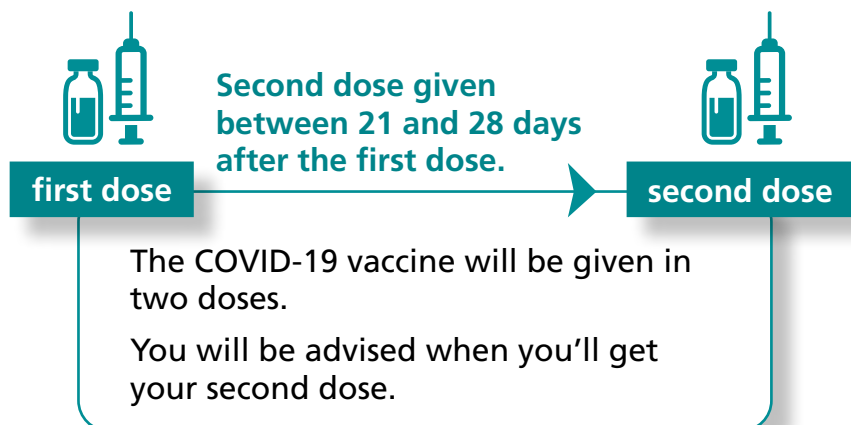 Second dose given
between 21 and 28 days
after the first dose.
first dose
second dose
The COVID-19 vaccine will be given in
two doses.
You will be advised when you’ll get
your second dose.